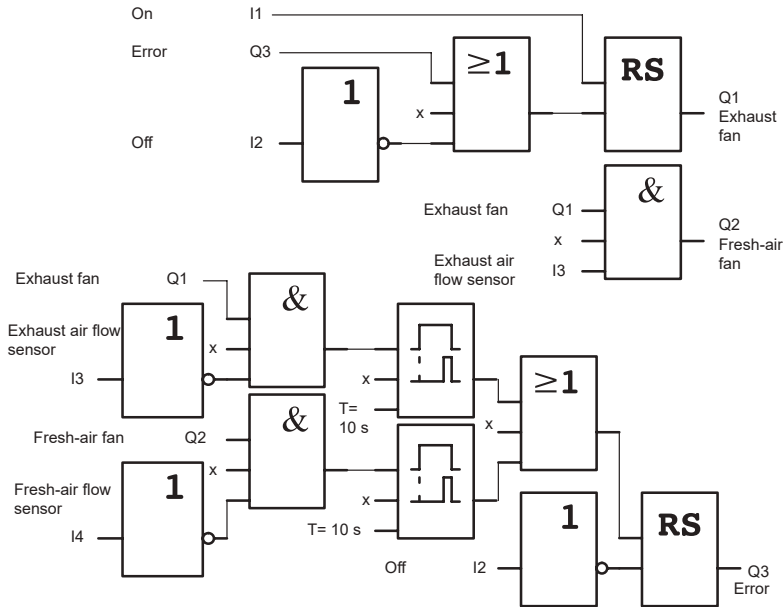 On I1
Error Q3
≥1
RS
1
x
Q1
Exhaust
fan
Off I2
&
Exhaust fan Q1
Q2
Fresh-air
fan
x
Exhaust air
flow sensor
I3
Exhaust fan Q1
&
1
Exhaust air flow
sensor
x
I3
x
≥1
T=
10 s
&
Fresh-air fan Q2
x
x
Fresh-air flow
sensor
1
x
1
RS
I4
T= 10 s
Off I2
Q3
Error